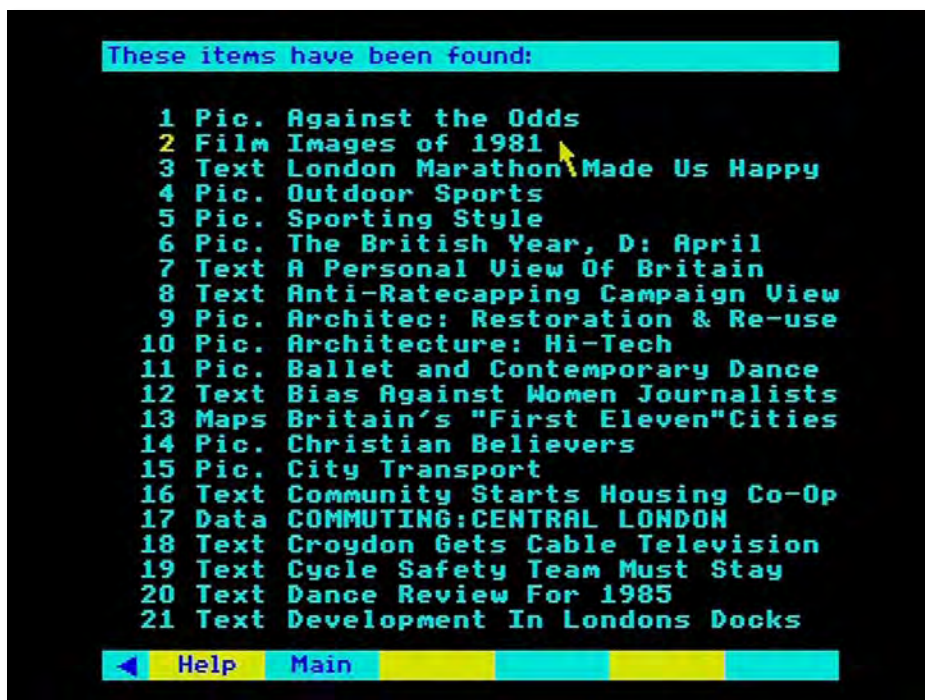 These items have been found:
1 Pic. Against the Odds
2 Film Images of 1981
3 Text London Marathon Made Us Happy
4 Pic. Outdoor Sports
5 Pic. Sporting Style
6 Pic. The British Year, D: April
7 Text A Personal View Of Britain
8 Text Anti-Ratecapping Campaign View
9 Pic. Architec: Restoration & Re-use
10 Pic. Architecture: Hi-Tech
11 Pic. Ballet and Contemporary Dance
12 Text Bias Against Women Journalists
13 Maps Britain's "First Eleven"Cities
14 Pic. Christian Believers
15 Pic. City Transport
16 Text Community Starts Housing Co-Op
17 Data COMMUTING:CENTRAL LONDON
18 Text Croydon Gets Cable Television
19 Text Cycle Safety Team Must Stay
20 Text Dance Review For 1985
21 Text Development In Londons Docks
Help Main